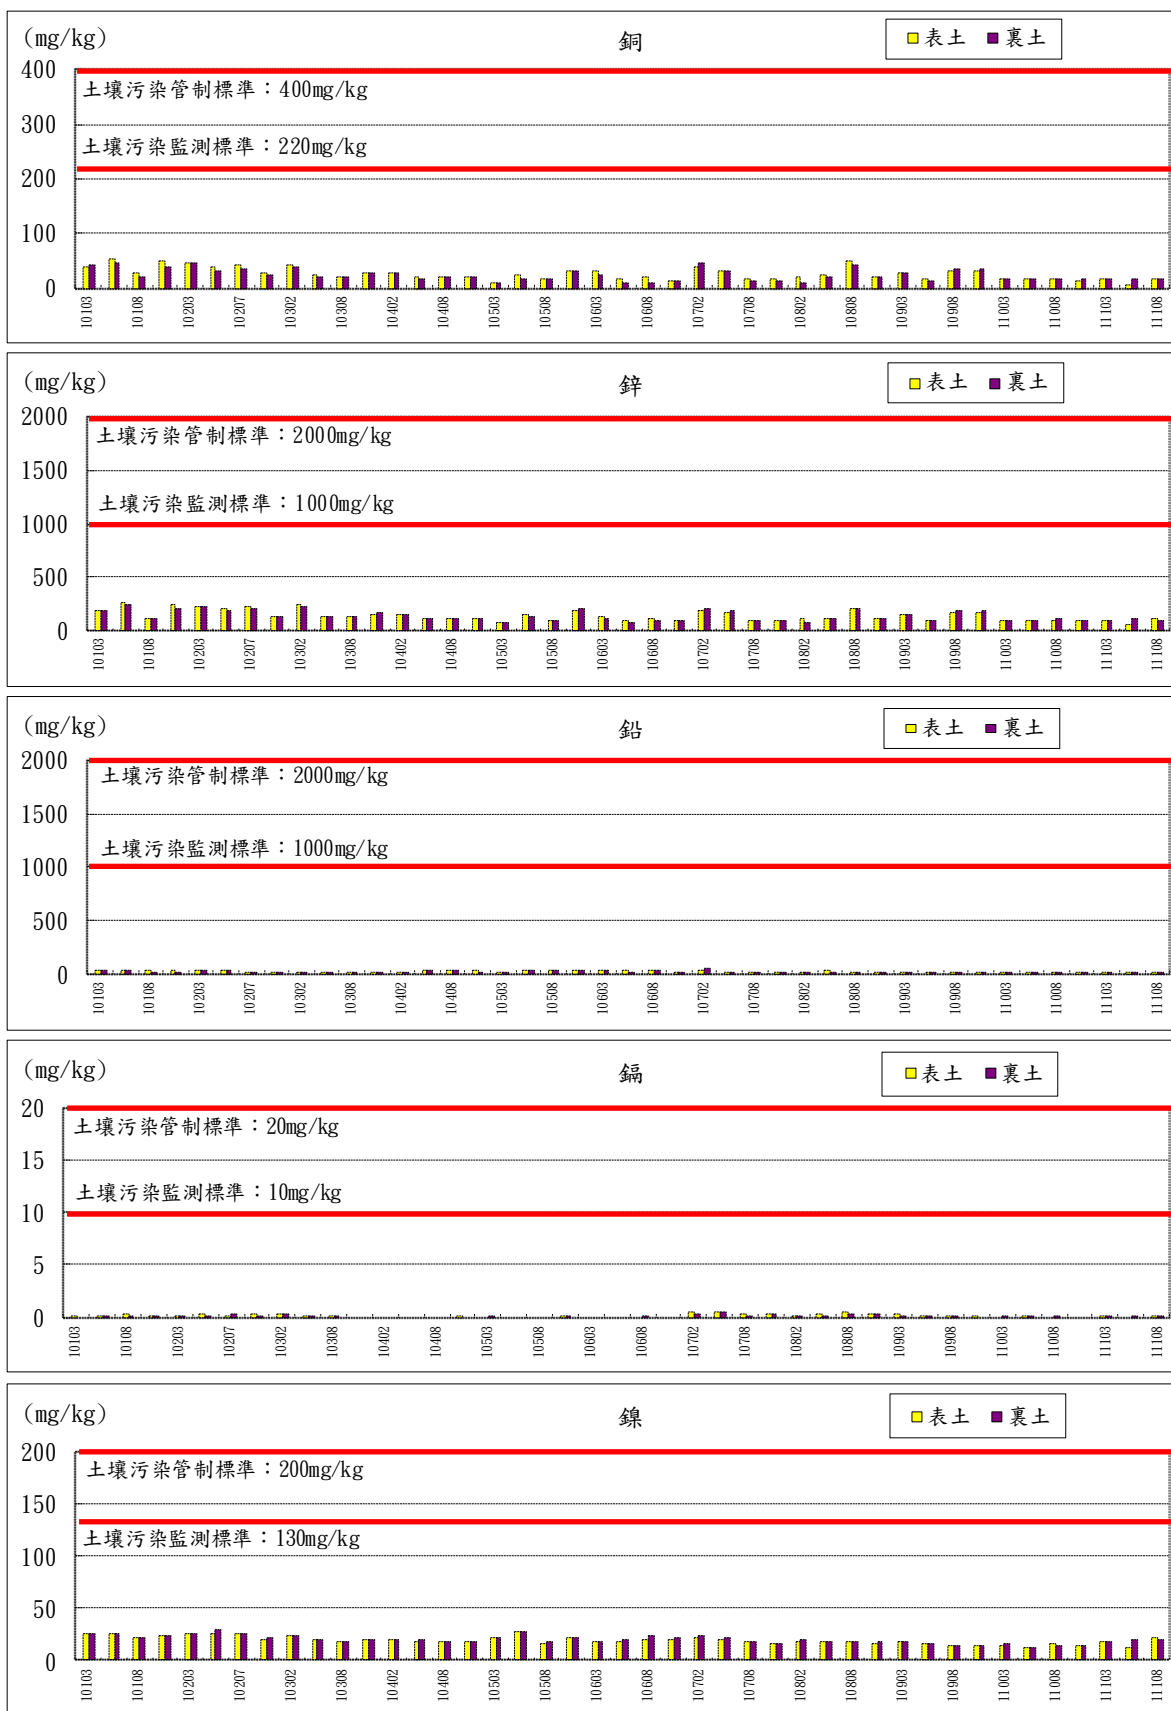 (mg/kg)
銅
表土 裏土
400
土壤污染管制標準：400mg/kg
300
土壤污染監測標準：220mg/kg
200
100
0
10103 10108 10203 10207 10302 10308 10402 10408 10503 10508 10603 10608 10702 10708 10802 10808 10903 10908 11003 11008 11103 11108
(mg/kg)
鋅
表土 裏土
2000
土壤污染管制標準：2000mg/kg
1500
土壤污染監測標準：1000mg/kg
1000
500
0
10103 10108 10203 10207 10302 10308 10402 10408 10503 10508 10603 10608 10702 10708 10802 10808 10903 10908 11003 11008 11103 11108
(mg/kg)
鉛
表土 裏土
2000
土壤污染管制標準：2000mg/kg
1500
土壤污染監測標準：1000mg/kg
1000
500
0
10103 10108 10203 10207 10302 10308 10402 10408 10503 10508 10603 10608 10702 10708 10802 10808 10903 10908 11003 11008 11103 11108
(mg/kg)
鎘
表土 裏土
20
土壤污染管制標準：20mg/kg
15
土壤污染監測標準：10mg/kg
10
5
0
10103 10108 10203 10207 10302 10308 10402 10408 10503 10508 10603 10608 10702 10708 10802 10808 10903 10908 11003 11008 11103 11108
(mg/kg)
鎳
表土 裏土
200
土壤污染管制標準：200mg/kg
150
土壤污染監測標準：130mg/kg
100
50
0
10103 10108 10203 10207 10302 10308 10402 10408 10503 10508 10603 10608 10702 10708 10802 10808 10903 10908 11003 11008 11103 11108